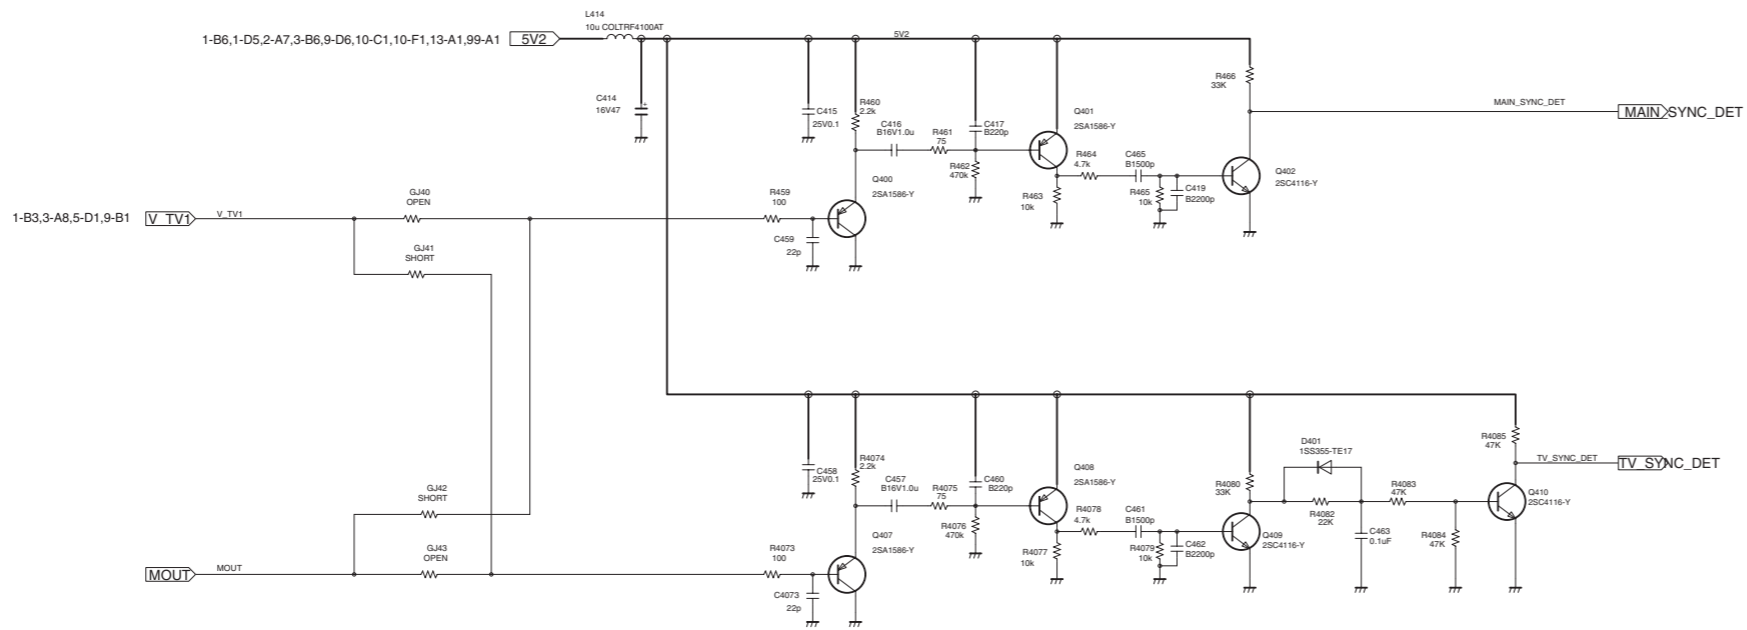 L414
10u COLTRF4100AT
1-B6,1-D5,2-A7,3-B6,9-D6,10-C1,10-F1,13-A1,99-A1
5V2
5V2
R466
33K
C414
16V47
+
C415
25V0.1
R460
2.2k
C416
B16V1.0u
R461
75
C417
B220p
Q401
2SA1586-Y
MAIN_SYNC_DET
MAIN_SYNC_DET
R462
470k
R464
4.7k
C465
B1500p
Q402
2SC4116-Y
Q400
2SA1586-Y
R463
10k
R465
10k
C419
B2200p
GJ40
OPEN
R459
100
1-B3,3-A8,5-D1,9-B1
V_TV1
V_TV1
C459
22p
GJ41
SHORT
R4085
47K
D401
1SS355-TE17
TV_SYNC_DET
TV_SYNC_DET
R4074
2.2k
C458
25V0.1
C457
B16V1.0u
R4075
75
C460
B220p
Q408
2SA1586-Y
R4080
33K
R4083
47K
Q410
2SC4116-Y
GJ42
SHORT
R4076
470k
R4078
4.7k
C461
B1500p
R4082
22K
C463
0.1uF
R4084
47K
Q407
2SA1586-Y
Q409
2SC4116-Y
R4077
10k
R4079
10k
C462
B2200p
GJ43
OPEN
R4073
100
MOUT
MOUT
C4073
22p